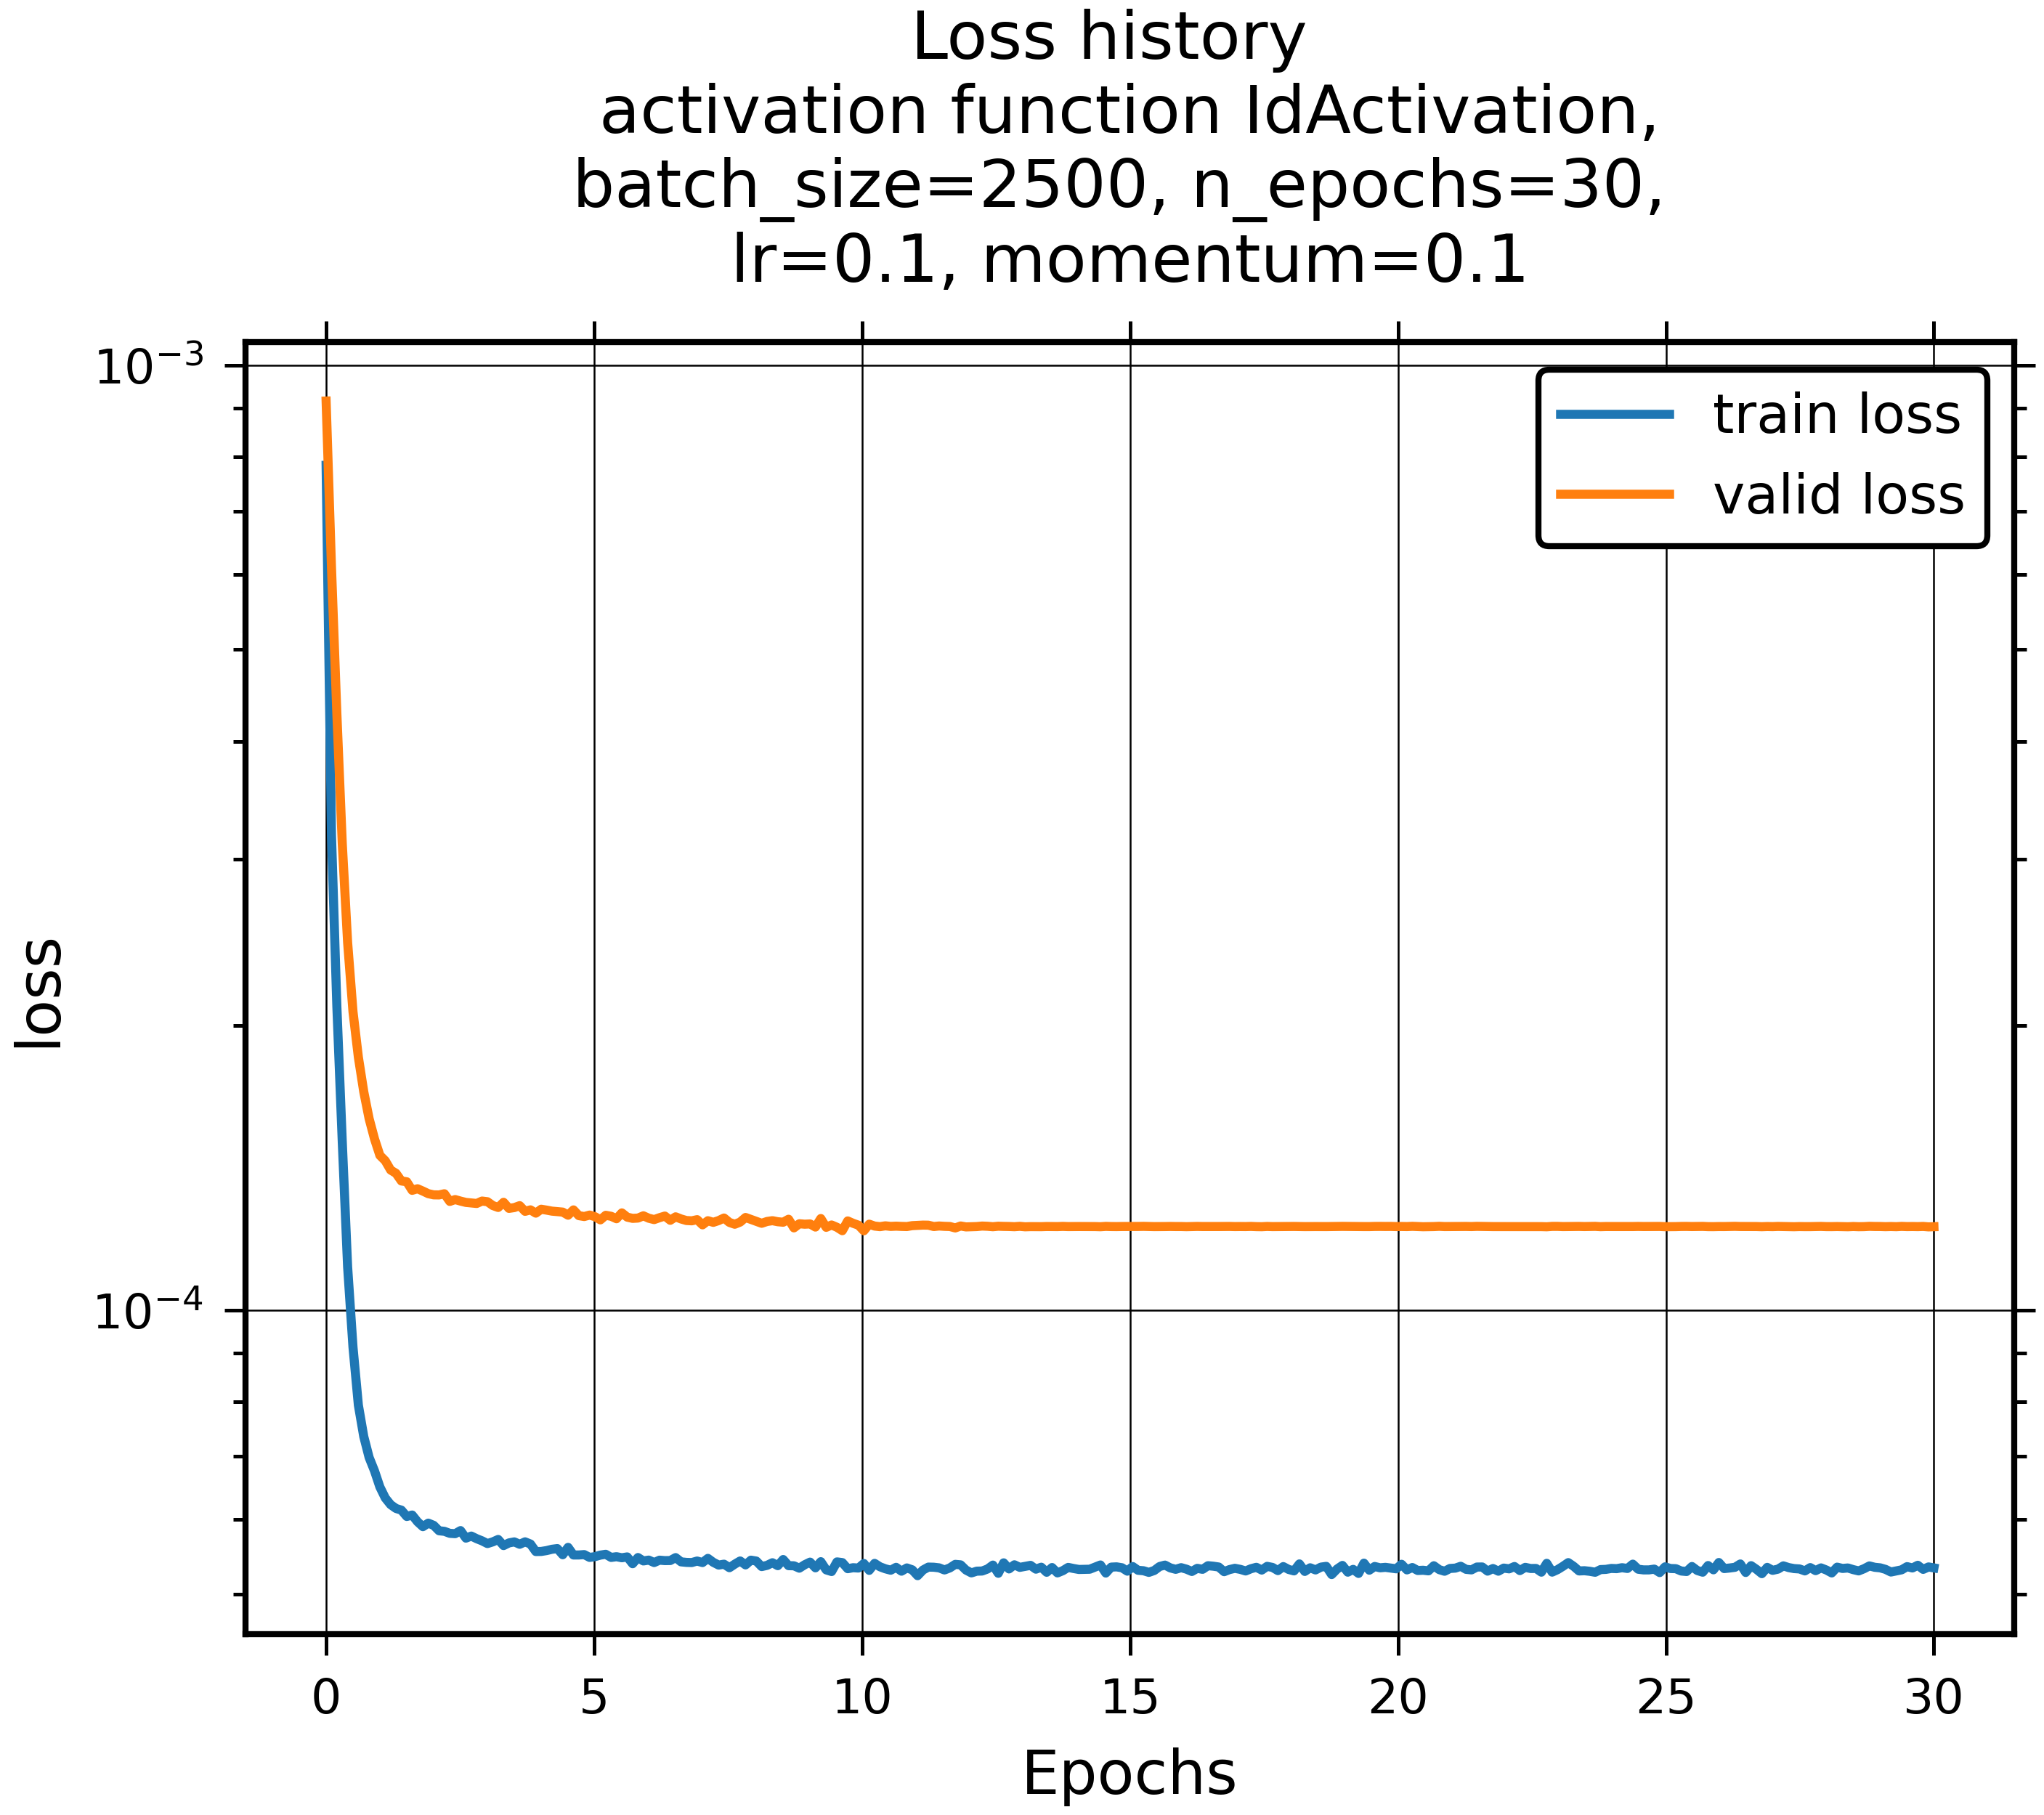 Loss history
activation function IdActivation,
batch_size=2500, n_epochs=30,
lr=0.1, momentum=0.1
10⁻³
train loss
valid loss
loss
10⁻⁴
0 5 10 15 20 25 30
Epochs